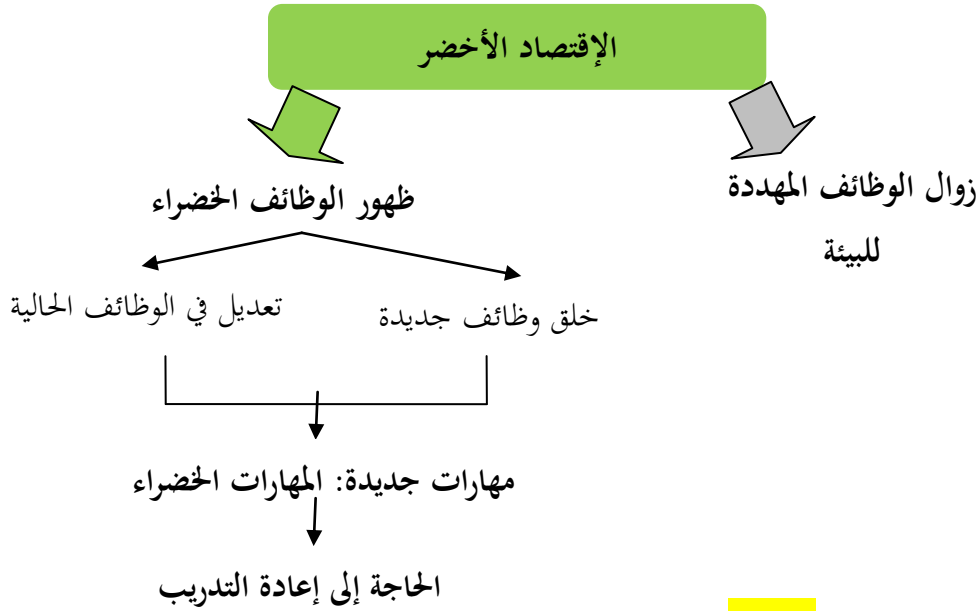 الإقتصاد الأخضر
زوال الوظائف المهددة
للبيئة
ظهور الوظائف الخضراء
خلق وظائف جديدة
تعديل في الوظائف الحالية
مهارات جديدة: المهارات الخضراء
الحاجة إلى إعادة التدريب